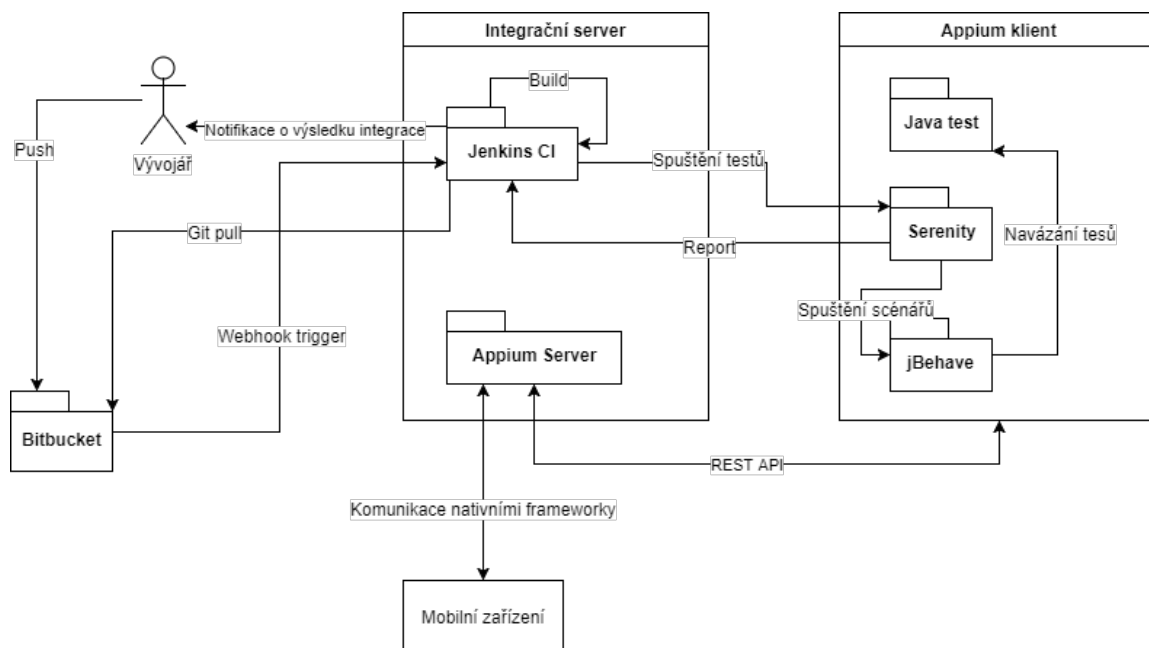 Integrační server
Appium klient
Build
Java test
Notifikace o výsledku integrace
Push
Vývojář
Jenkins CI
Spuštění testů
Git pull
Report
Serenity
Navázání tesů
Spuštění scénářů
Webhook trigger
Appium Server
jBehave
Bitbucket
REST API
Komunikace nativními frameworky
Mobilní zařízení